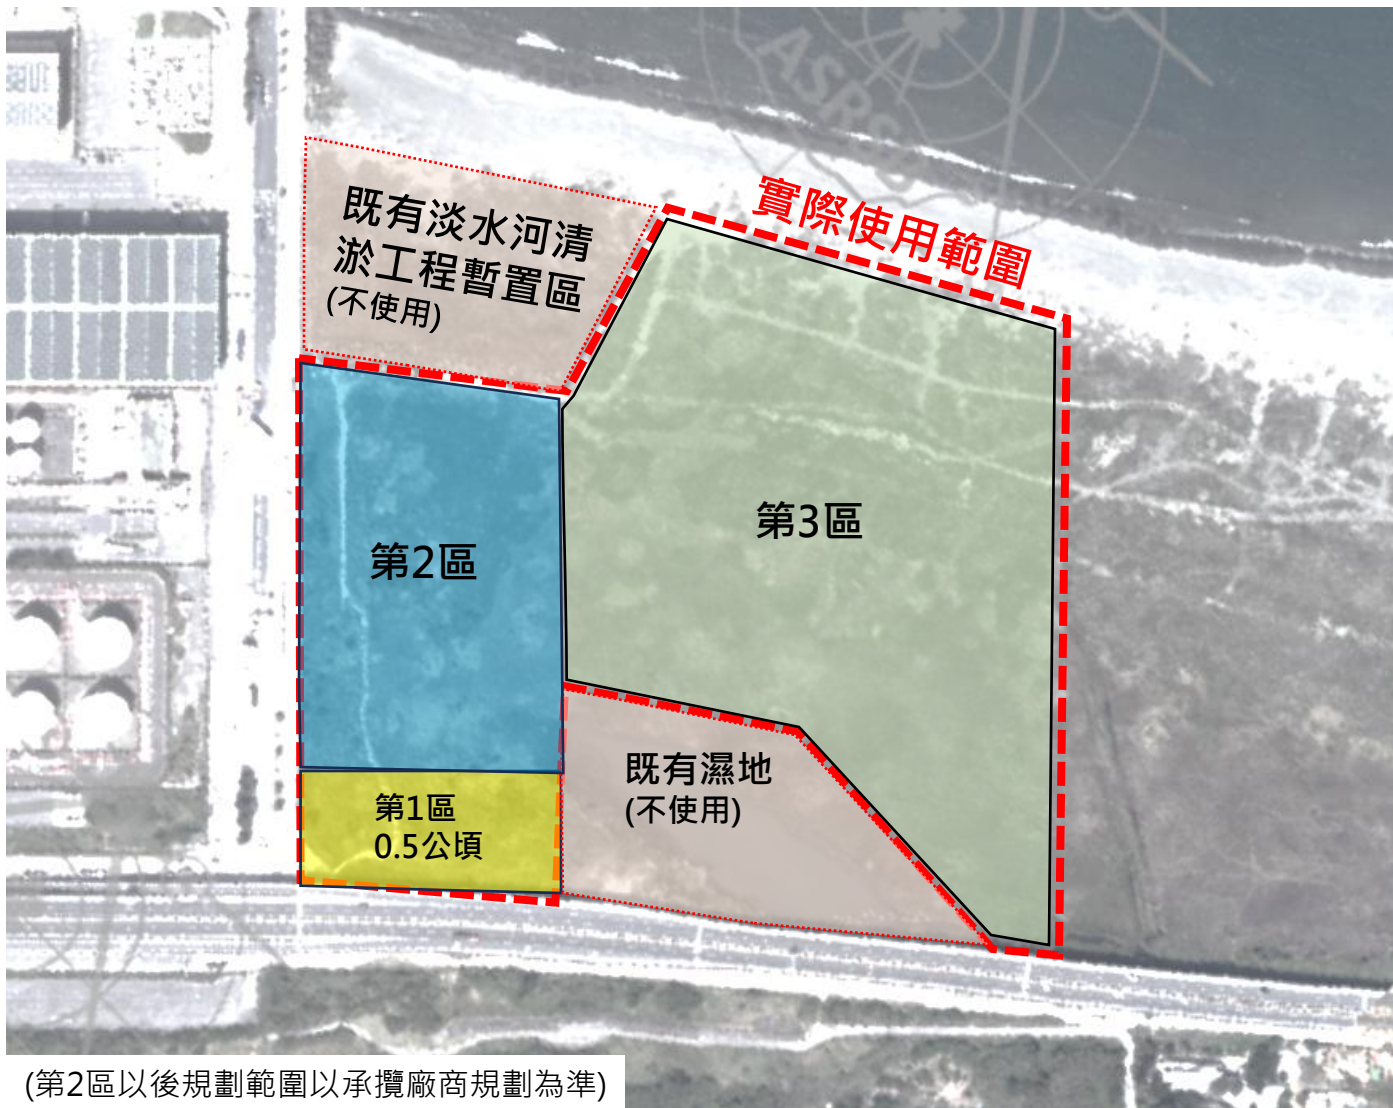 ASRS
實際使用範圍
既有淡水河清
淤工程暫置區
(不使用)
第3區
第2區
既有濕地
(不使用)
第1區
0.5公頃
(第2區以後規劃範圍以承攬廠商規劃為準)